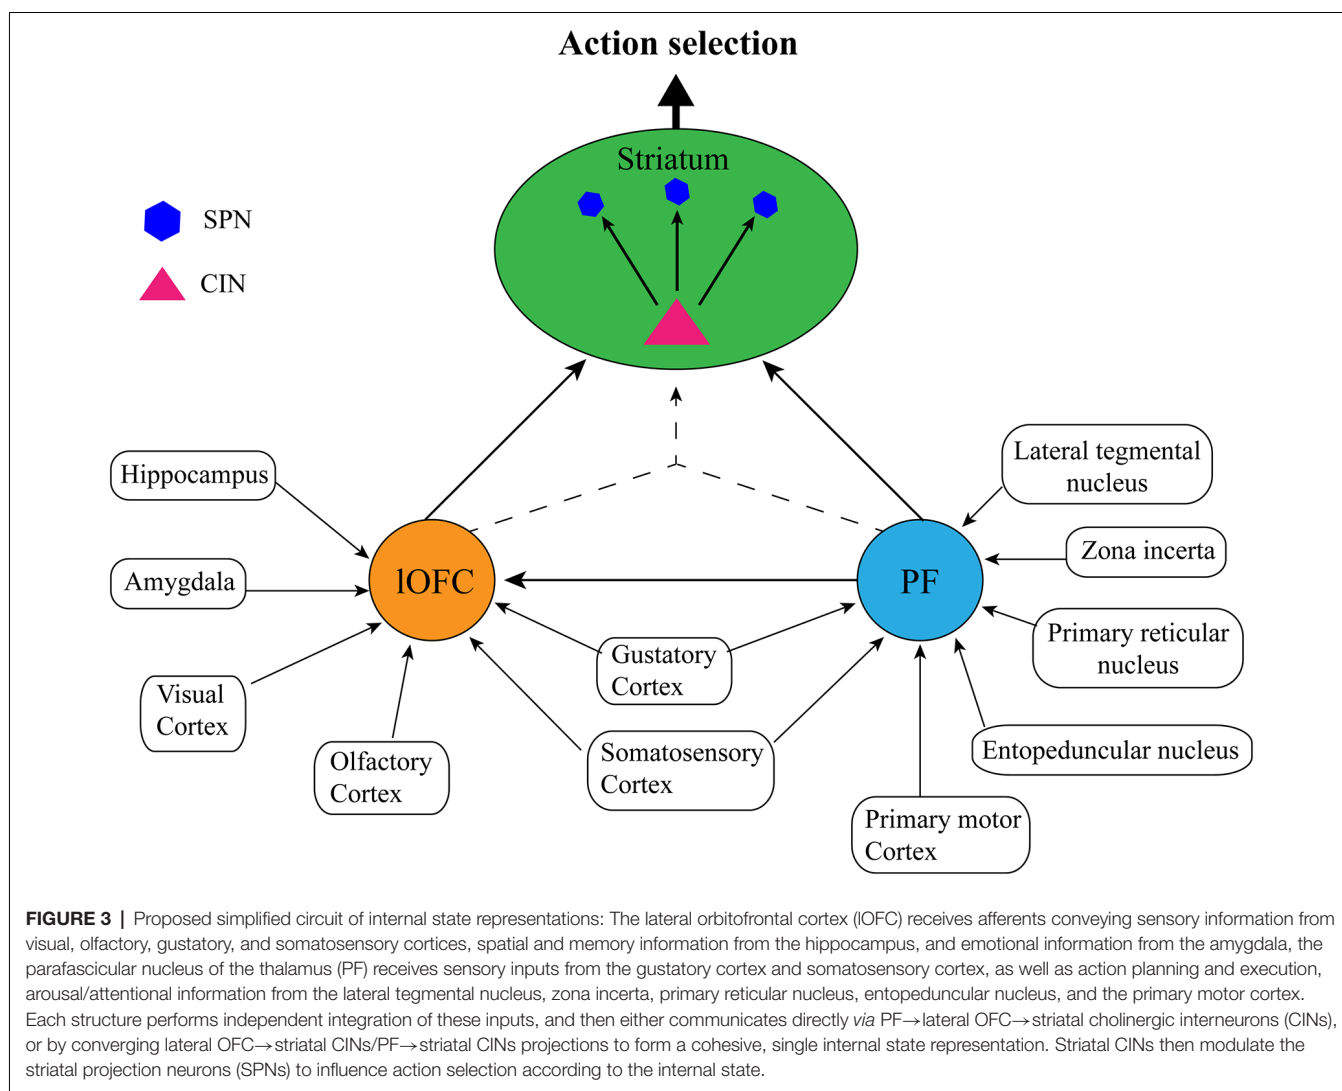 Action selection
Striatum
SPN
CIN
Hippocampus
Lateral tegmental
nucleus
Amygdala
lOFC
PF
Zona incerta
Visual
Cortex
Gustatory
Cortex
Primary reticular
nucleus
Olfactory
Cortex
Somatosensory
Cortex
Entopeduncular nucleus
Primary motor
Cortex
FIGURE 3 | Proposed simplified circuit of internal state representations: The lateral orbitofrontal cortex (lOFC) receives afferents conveying sensory information from
visual, olfactory, gustatory, and somatosensory cortices, spatial and memory information from the hippocampus, and emotional information from the amygdala, the
parafascicular nucleus of the thalamus (PF) receives sensory inputs from the gustatory cortex and somatosensory cortex, as well as action planning and execution,
arousal/attentional information from the lateral tegmental nucleus, zona incerta, primary reticular nucleus, entopeduncular nucleus, and the primary motor cortex.
Each structure performs independent integration of these inputs, and then either communicates directly via PF→lateral OFC→striatal cholinergic interneurons (CINs),
or by converging lateral OFC→striatal CINs/PF→striatal CINs projections to form a cohesive, single internal state representation. Striatal CINs then modulate the
striatal projection neurons (SPNs) to influence action selection according to the internal state.